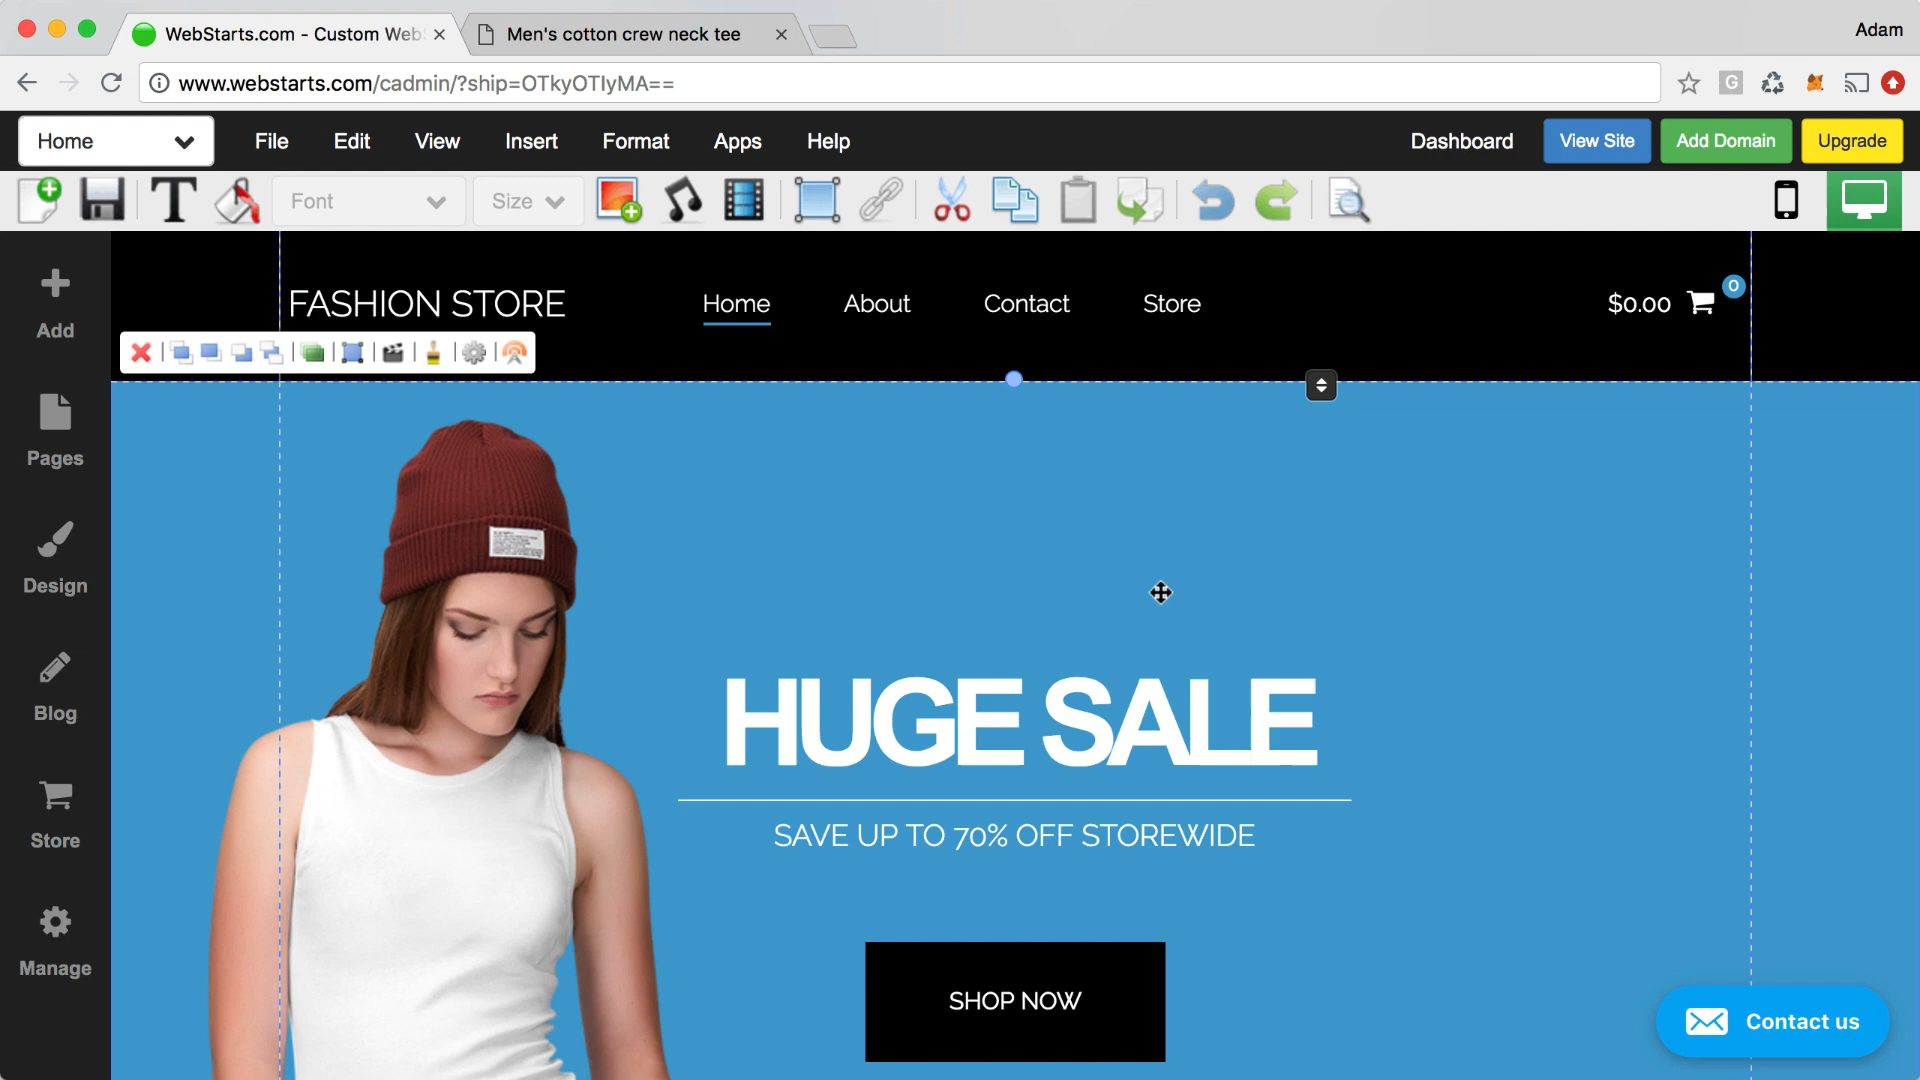 WebStarts.com - Custom Web
Men's cotton crew neck tee
Adam
www.webstarts.com/cadmin/?ship=OTkyOTIyMA==
G
Home
File
Edit
View
Insert
Format
Apps
Help
Dashboard
View Site
Add Domain
Upgrade
T
Font
Size
Add
Pages
Design
Blog
Store
Manage
FASHION STORE
Home
About
Contact
Store
$0.00
0
HUGE SALE
SAVE UP TO 70% OFF STOREWIDE
SHOP NOW
Contact us